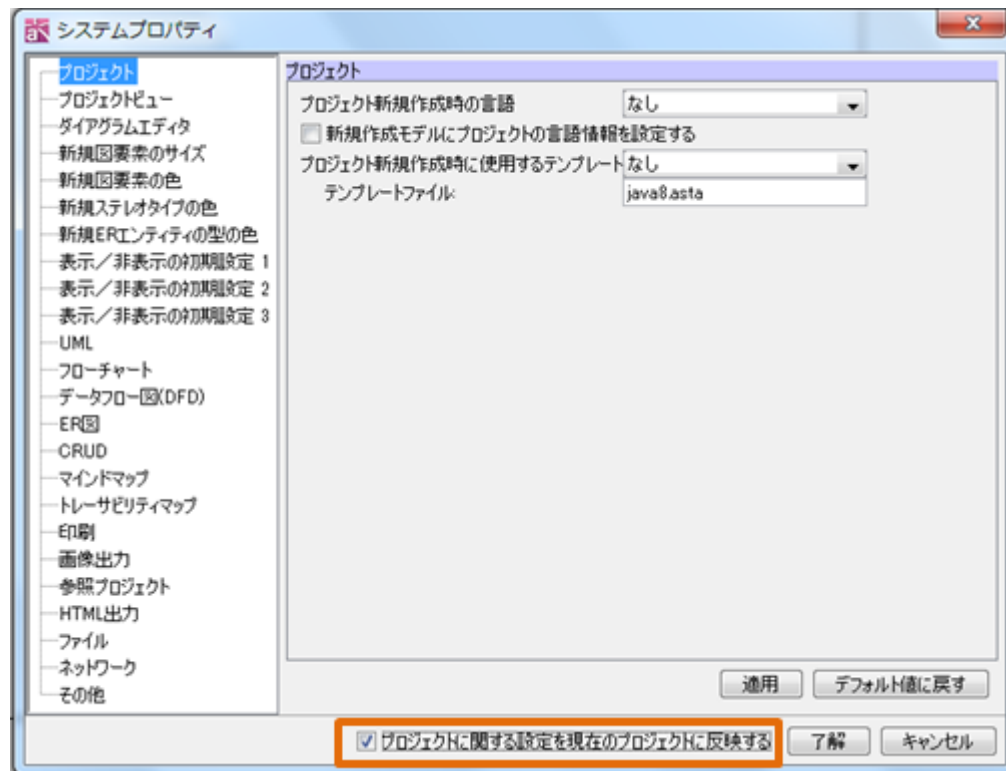 システムプロパティ
プロジェクト
プロジェクトビュー
ダイアグラムエディタ
新規図要素のサイズ
新規図要素の色
新規ステレオタイプの色
新規ERエンティティの型の色
表示／非表示の初期設定 1
表示／非表示の初期設定 2
表示／非表示の初期設定 3
UML
フローチャート
データフロー図(DFD)
ER図
CRUD
マインドマップ
トレーサビリティマップ
印刷
画像出力
参照プロジェクト
HTML出力
ファイル
ネットワーク
その他
プロジェクト
プロジェクト新規作成時の言語 なし
新規作成モデルにプロジェクトの言語情報を設定する
プロジェクト新規作成時に使用するテンプレート なし
テンプレートファイル: java8.asta
適用 デフォルト値に戻す
プロジェクトに関する設定を現在のプロジェクトに反映する 了解 キャンセル